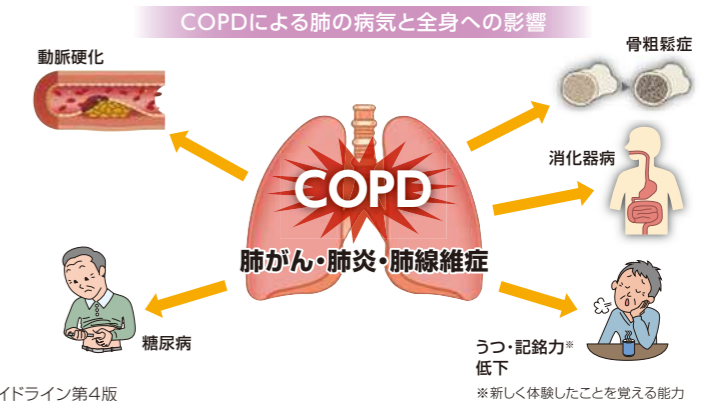 COPDによる肺の病気と全身への影響
動脈硬化
骨粗鬆症
消化器病
COPD
肺がん・肺炎・肺線維症
糖尿病
うつ・記銘力※
低下
※新しく体験したことを覚える能力
イドライン第4版